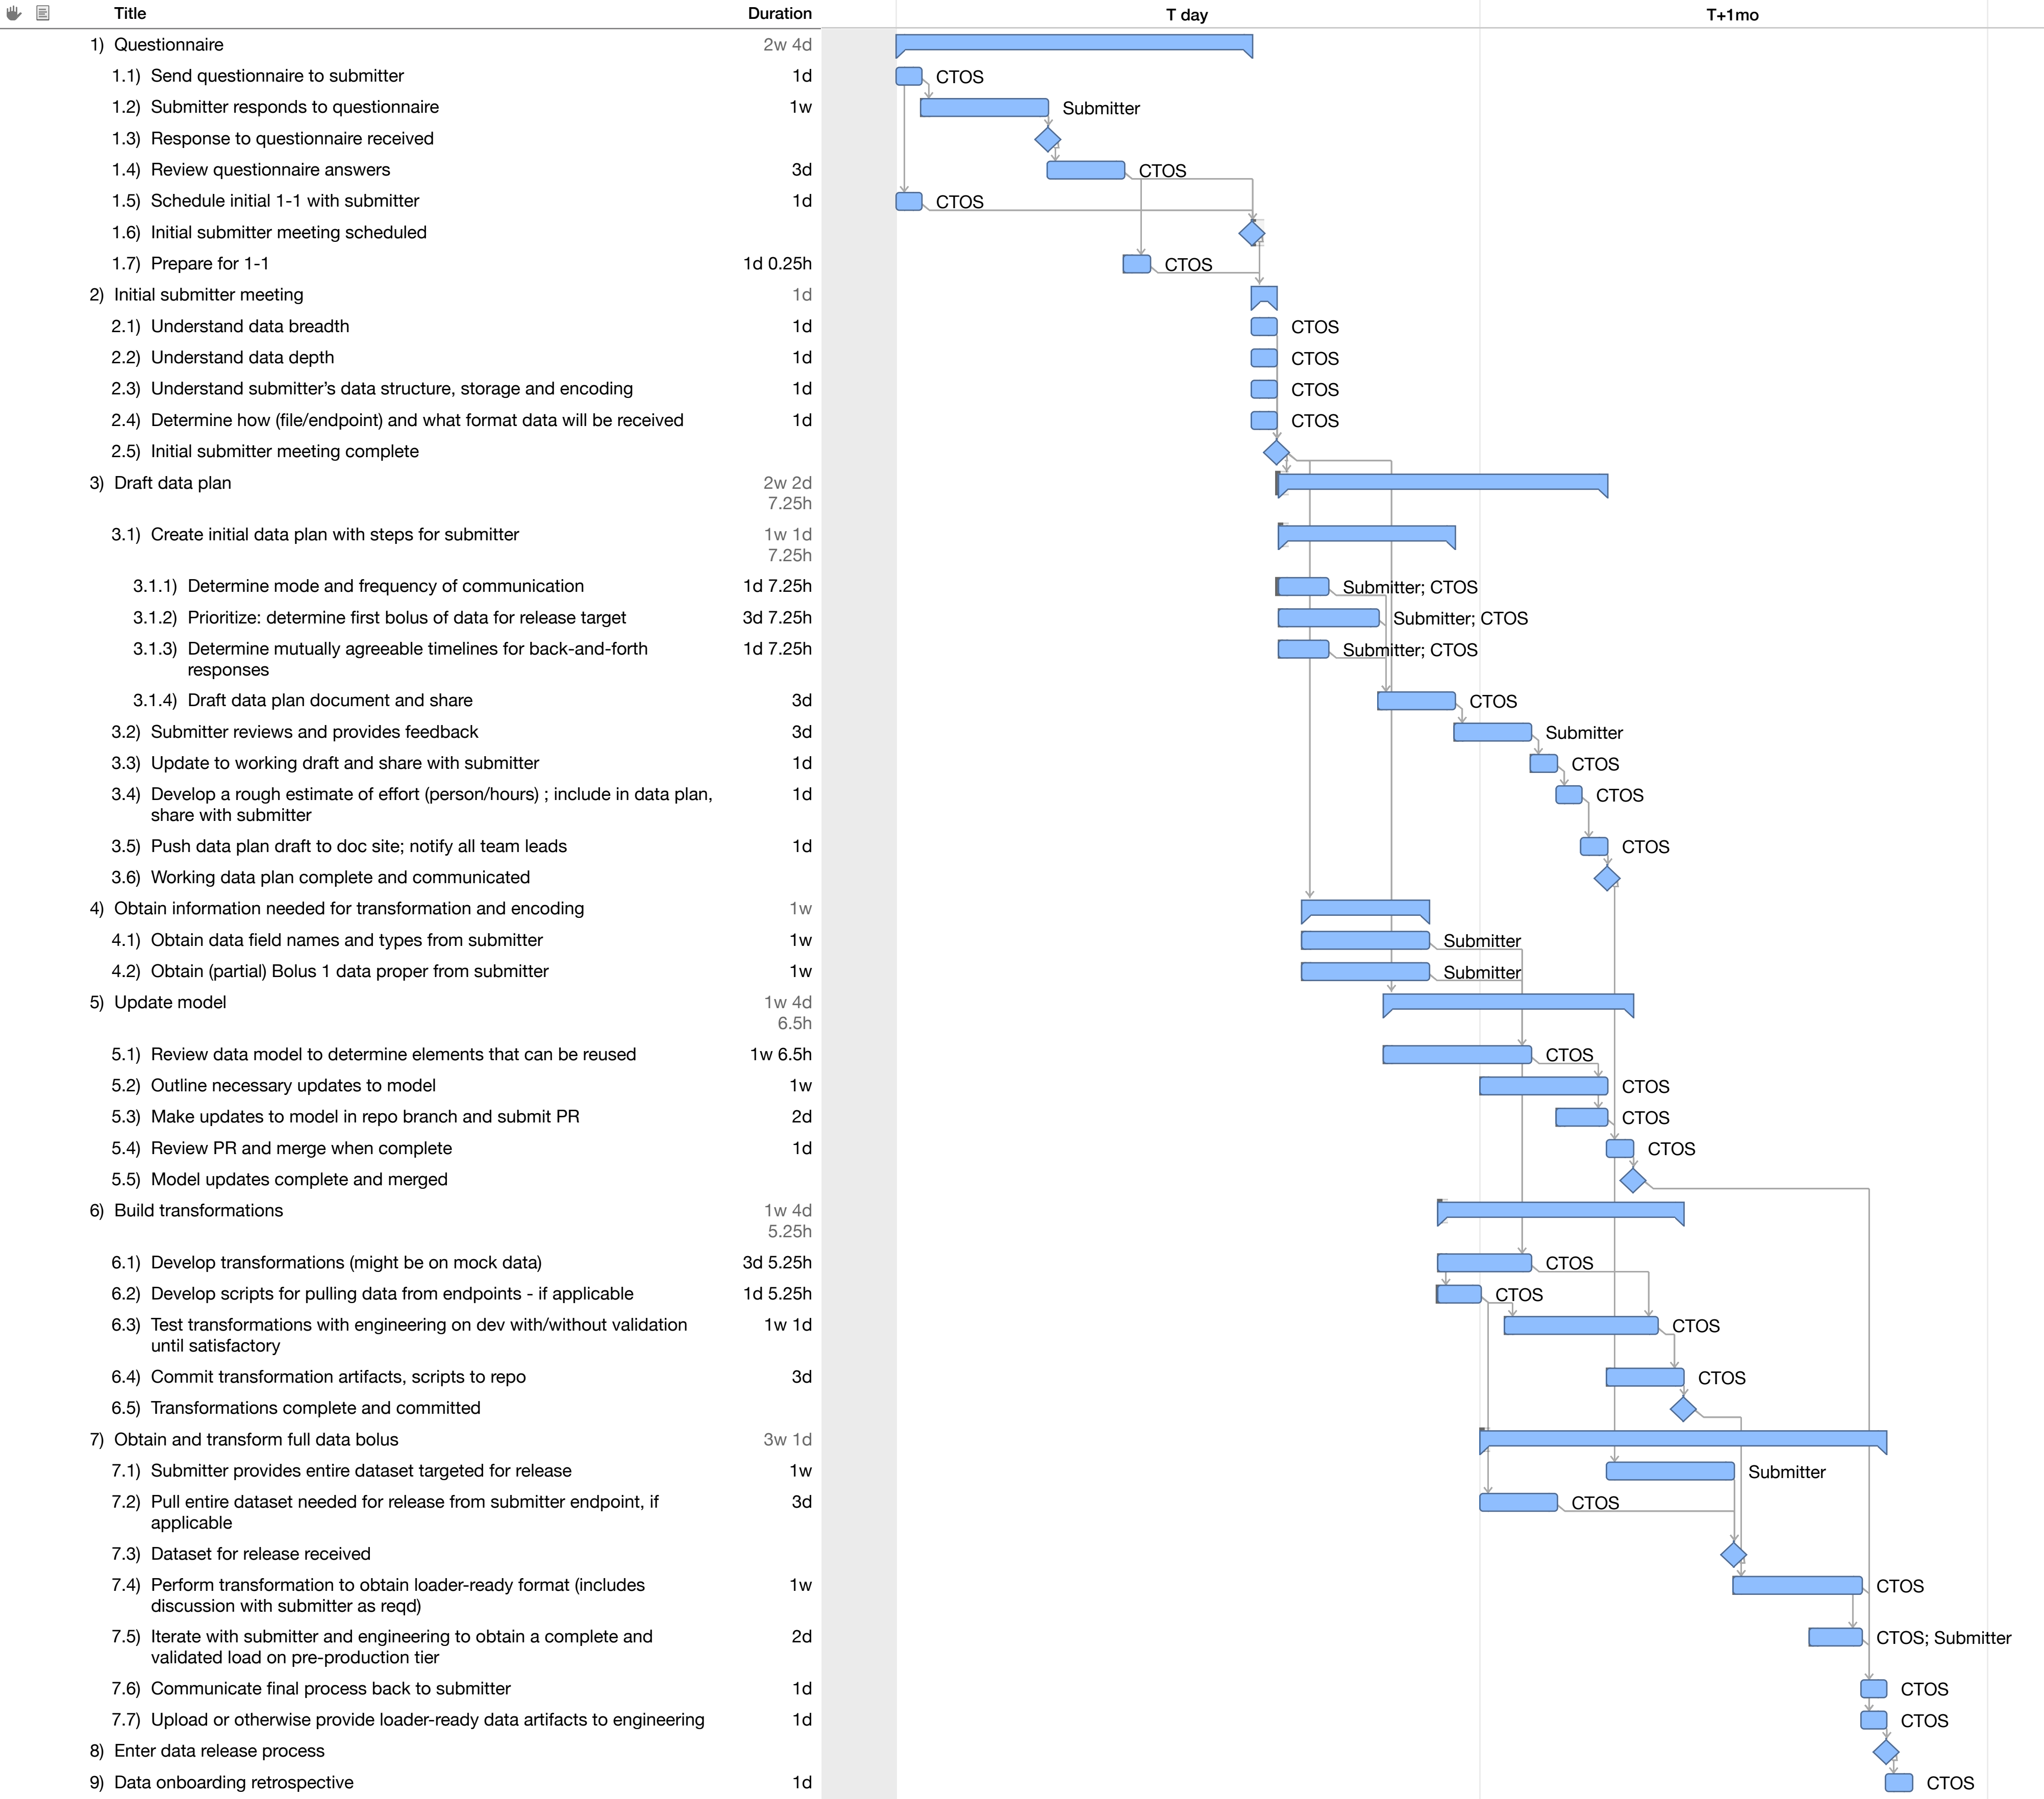 Title Duration T day T+1mo
1) Questionnaire 2w 4d
1.1) Send questionnaire to submitter 1d CTOS
1.2) Submitter responds to questionnaire 1w Submitter
1.3) Response to questionnaire received
1.4) Review questionnaire answers 3d CTOS
1.5) Schedule initial 1-1 with submitter 1d CTOS
1.6) Initial submitter meeting scheduled
1.7) Prepare for 1-1 1d 0.25h CTOS
2) Initial submitter meeting 1d
2.1) Understand data breadth 1d CTOS
2.2) Understand data depth 1d CTOS
2.3) Understand submitter’s data structure, storage and encoding 1d CTOS
2.4) Determine how (file/endpoint) and what format data will be received 1d CTOS
2.5) Initial submitter meeting complete
3) Draft data plan 2w 2d
7.25h
3.1) Create initial data plan with steps for submitter 1w 1d
7.25h
3.1.1) Determine mode and frequency of communication 1d 7.25h Submitter; CTOS
3.1.2) Prioritize: determine first bolus of data for release target 3d 7.25h Submitter; CTOS
3.1.3) Determine mutually agreeable timelines for back-and-forth 1d 7.25h Submitter; CTOS
responses
3.1.4) Draft data plan document and share 3d CTOS
3.2) Submitter reviews and provides feedback 3d Submitter
3.3) Update to working draft and share with submitter 1d CTOS
3.4) Develop a rough estimate of effort (person/hours) ; include in data plan, 1d CTOS
share with submitter
3.5) Push data plan draft to doc site; notify all team leads 1d CTOS
3.6) Working data plan complete and communicated
4) Obtain information needed for transformation and encoding 1w
4.1) Obtain data field names and types from submitter 1w Submitter
4.2) Obtain (partial) Bolus 1 data proper from submitter 1w Submitter
5) Update model 1w 4d
6.5h
5.1) Review data model to determine elements that can be reused 1w 6.5h CTOS
5.2) Outline necessary updates to model 1w CTOS
5.3) Make updates to model in repo branch and submit PR 2d CTOS
5.4) Review PR and merge when complete 1d CTOS
5.5) Model updates complete and merged
6) Build transformations 1w 4d
5.25h
6.1) Develop transformations (might be on mock data) 3d 5.25h CTOS
6.2) Develop scripts for pulling data from endpoints - if applicable 1d 5.25h CTOS
6.3) Test transformations with engineering on dev with/without validation 1w 1d CTOS
until satisfactory
6.4) Commit transformation artifacts, scripts to repo 3d CTOS
6.5) Transformations complete and committed
7) Obtain and transform full data bolus 3w 1d
7.1) Submitter provides entire dataset targeted for release 1w Submitter
7.2) Pull entire dataset needed for release from submitter endpoint, if 3d CTOS
applicable
7.3) Dataset for release received
7.4) Perform transformation to obtain loader-ready format (includes 1w CTOS
discussion with submitter as reqd)
7.5) Iterate with submitter and engineering to obtain a complete and 2d CTOS; Submitter
validated load on pre-production tier
7.6) Communicate final process back to submitter 1d CTOS
7.7) Upload or otherwise provide loader-ready data artifacts to engineering 1d CTOS
8) Enter data release process
9) Data onboarding retrospective 1d CTOS